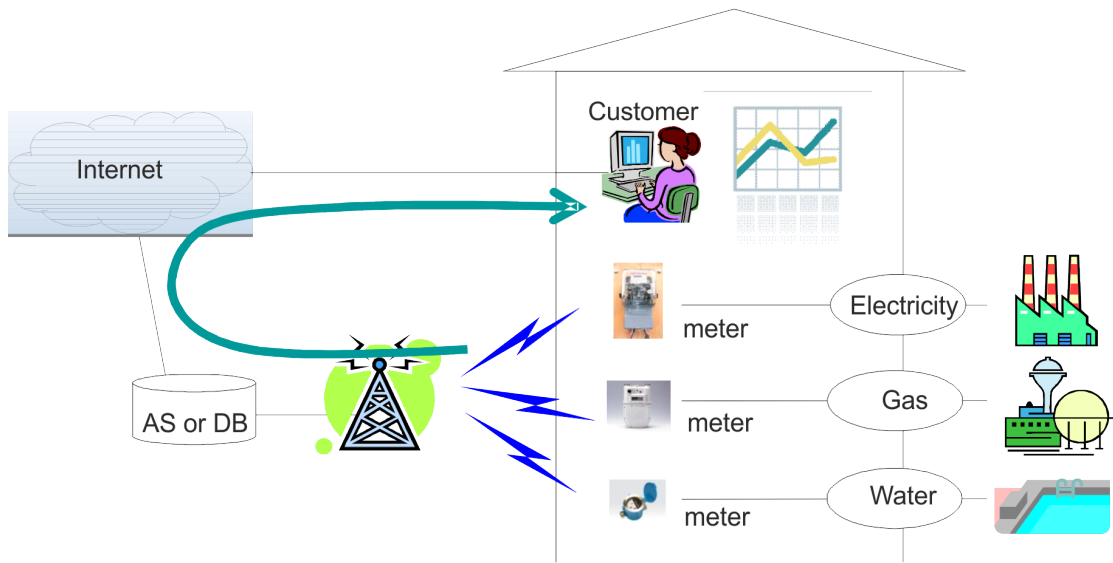 Customer
Internet
Electricity
meter
Gas
meter
AS or DB
Water
meter